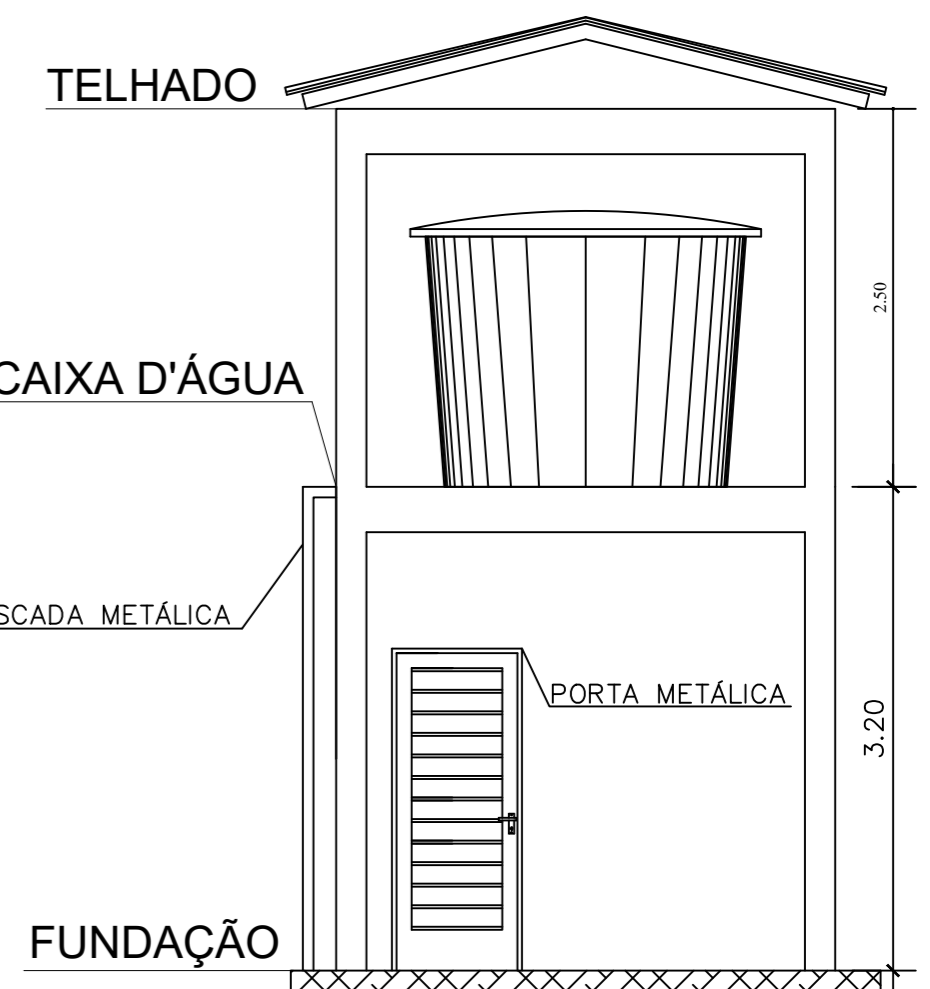 TELHADO
2.50
CAIXA D'ÁGUA
SCADA METÁLICA
PORTA METÁLICA
3.20
FUNDAÇÃO